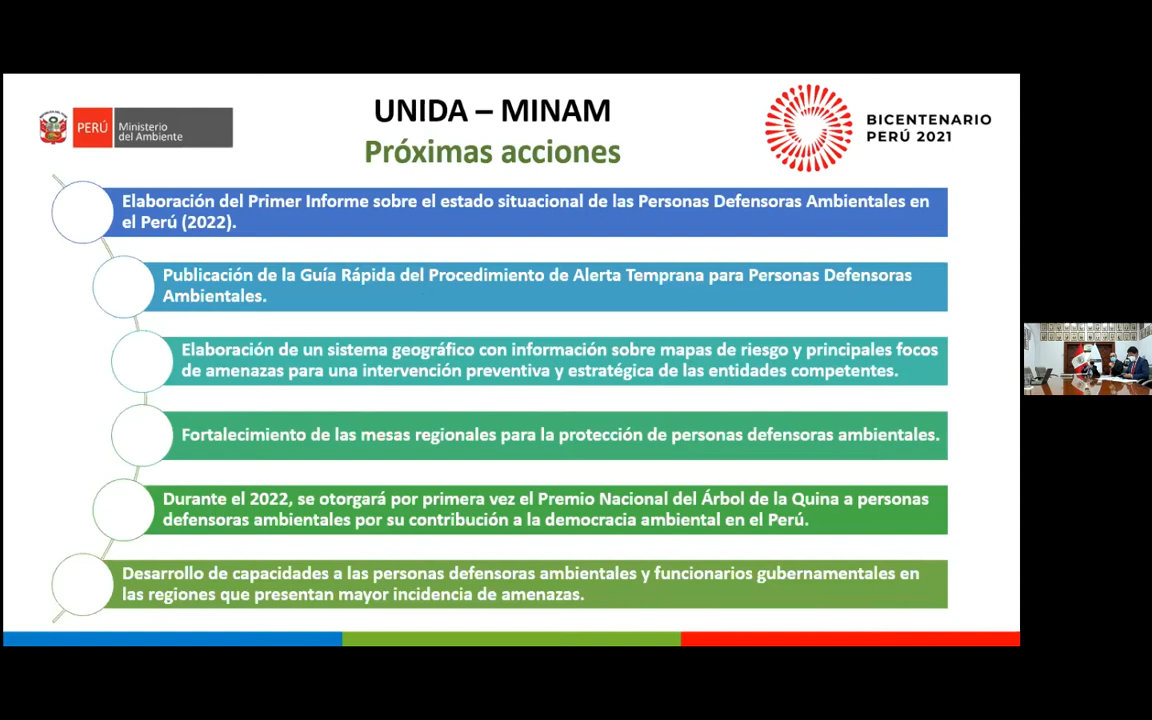 PERÚ
Ministerio
del Ambiente
UNIDA – MINAM
Próximas acciones
BICENTENARIO
PERÚ 2021
Elaboración del Primer Informe sobre el estado situacional de las Personas Defensoras Ambientales en
el Perú (2022).
Publicación de la Guía Rápida del Procedimiento de Alerta Temprana para Personas Defensoras
Ambientales.
Elaboración de un sistema geográfico con información sobre mapas de riesgo y principales focos
de amenazas para una intervención preventiva y estratégica de las entidades competentes.
Fortalecimiento de las mesas regionales para la protección de personas defensoras ambientales.
Durante el 2022, se otorgará por primera vez el Premio Nacional del Árbol de la Quina a personas
defensoras ambientales por su contribución a la democracia ambiental en el Perú.
Desarrollo de capacidades a las personas defensoras ambientales y funcionarios gubernamentales en
las regiones que presentan mayor incidencia de amenazas.